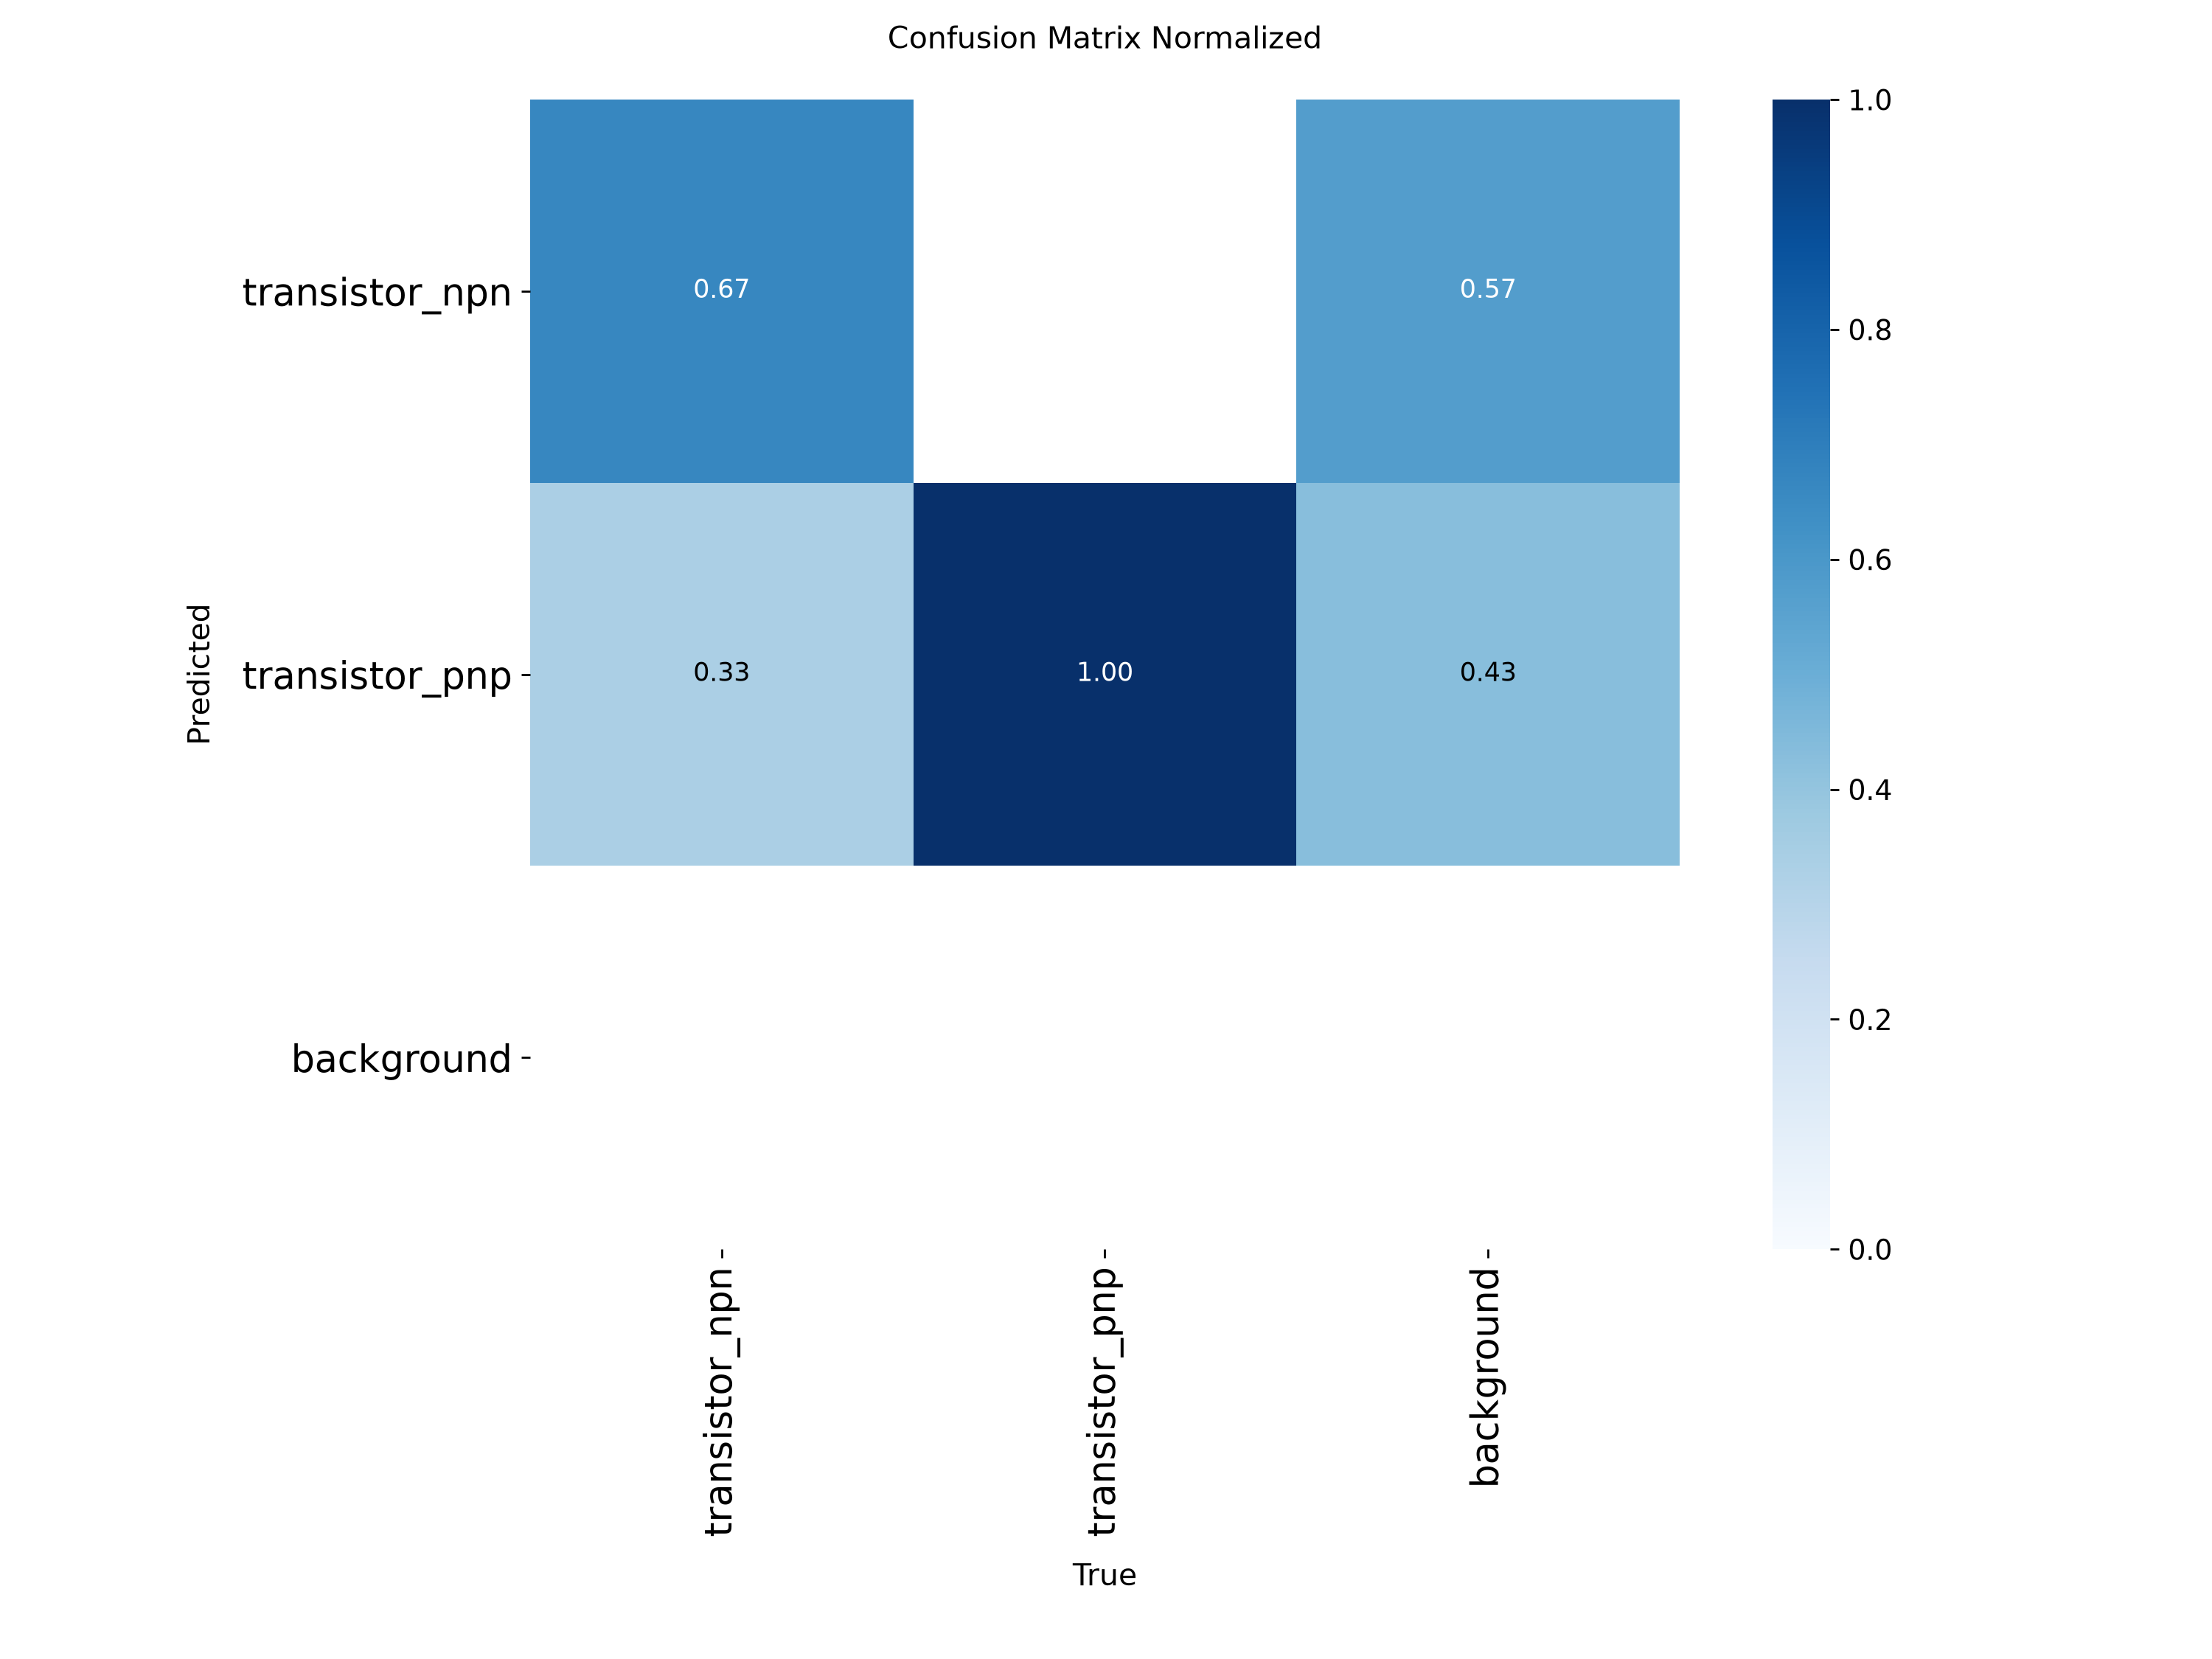 Confusion Matrix Normalized
transistor_npn
0.67
0.57
transistor_pnp
0.33
1.00
0.43
background
Predicted
transistor_npn
transistor_pnp
background
True
1.0
0.8
0.6
0.4
0.2
0.0